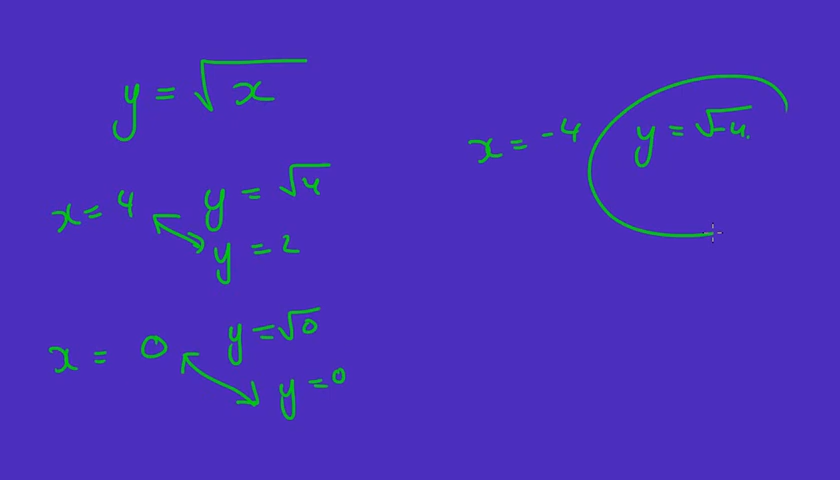 y = √x
x = 4 y = √4
y = 2
x = 0 y = √0
y = 0
x = -4 y = √-4.